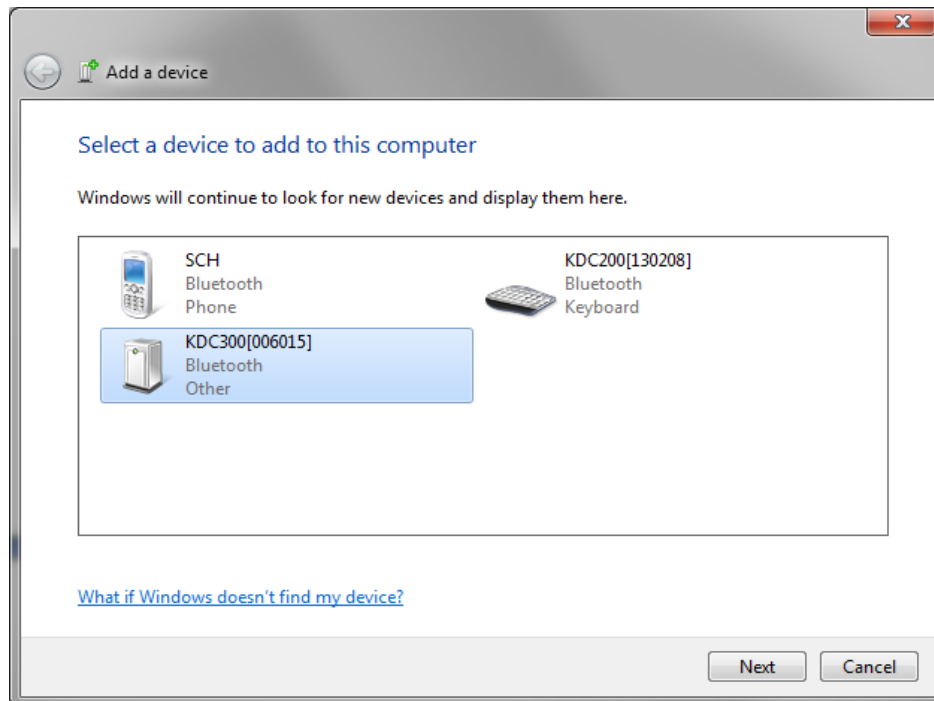 Add a device
Select a device to add to this computer
Windows will continue to look for new devices and display them here.
SCH
Bluetooth
Phone
KDC200[130208]
Bluetooth
Keyboard
KDC300[006015]
Bluetooth
Other
What if Windows doesn't find my device?
Next
Cancel